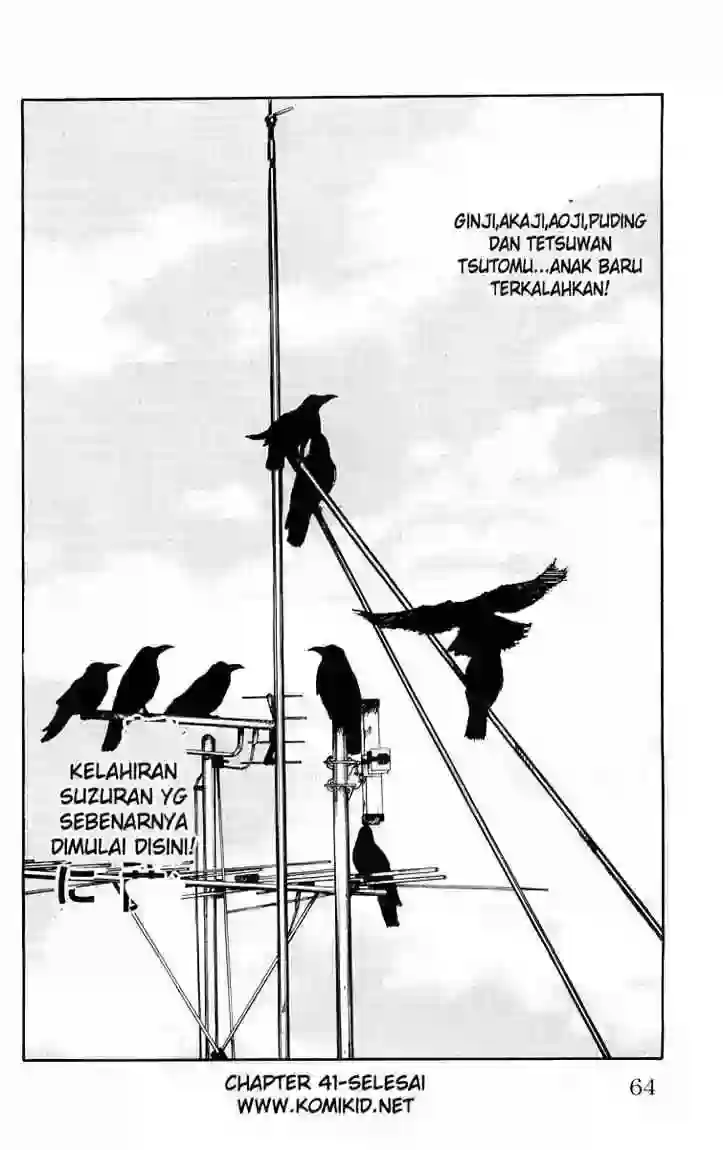 GINJI,AKAJI,AOJI,PUDING
DAN TETSUWAN
TSUTOMU...ANAK BARU
TERKALAHKAN!
KELAHIRAN
SUZURAN YG
SEBENARNYA
DIMULAI DISINI!
CHAPTER 41-SELESAI
WWW.KOMIKID.NET
64